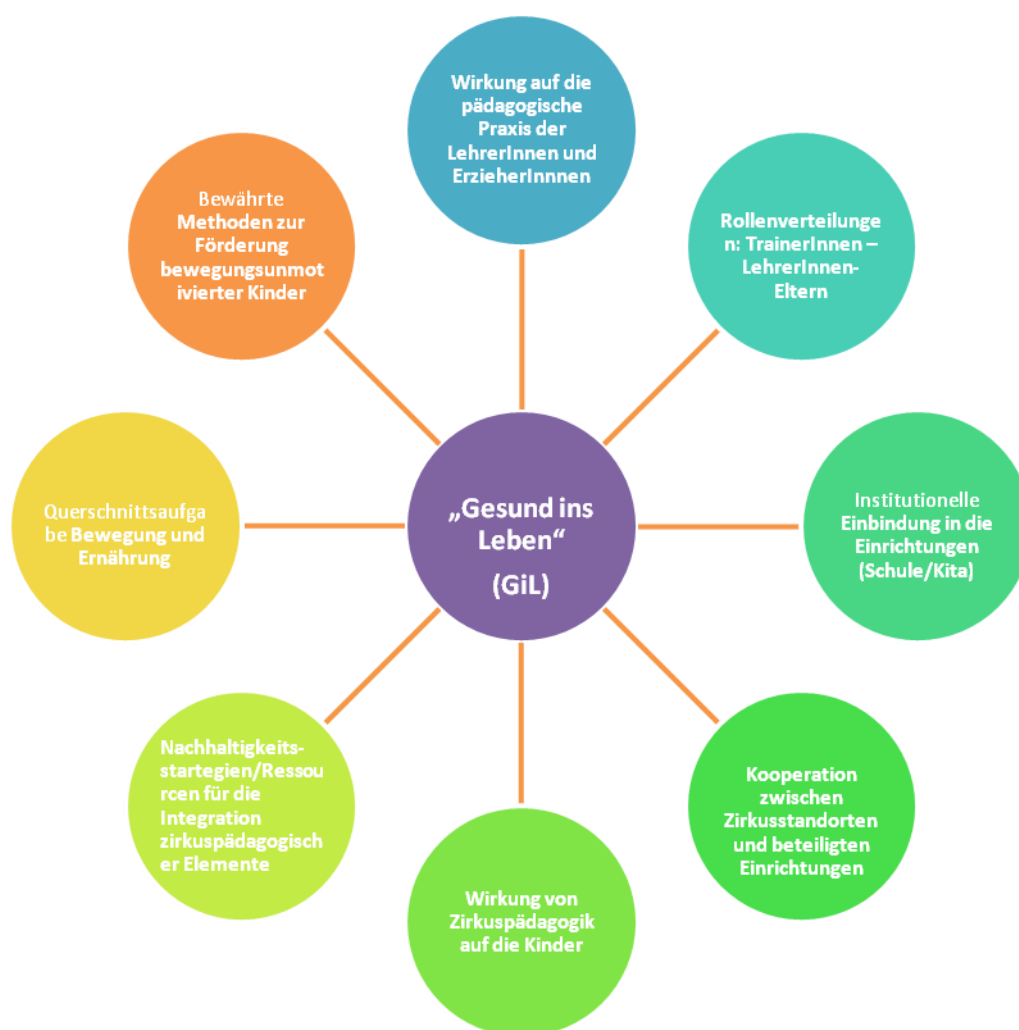 Wirkung auf die
pädagogische
Praxis der
LehrerInnen und
ErzieherInnnen
Rollenverteilunge
n: TrainerInnen –
LehrerInnen-
Eltern
Institutionelle
Einbindung in die
Einrichtungen
(Schule/Kita)
Kooperation
zwischen
Zirkusstandorten
und beteiligten
Einrichtungen
Wirkung von
Zirkuspädagogik
auf die Kinder
Nachhaltigkeits-
startegien/Ressou
rcen für die
Integration
zirkuspädagogisch
er Elemente
Querschnittsaufga
be Bewegung und
Ernährung
Bewährte
Methoden zur
Förderung
bewegungsunmot
ivierter Kinder
„Gesund ins
Leben“
(GiL)